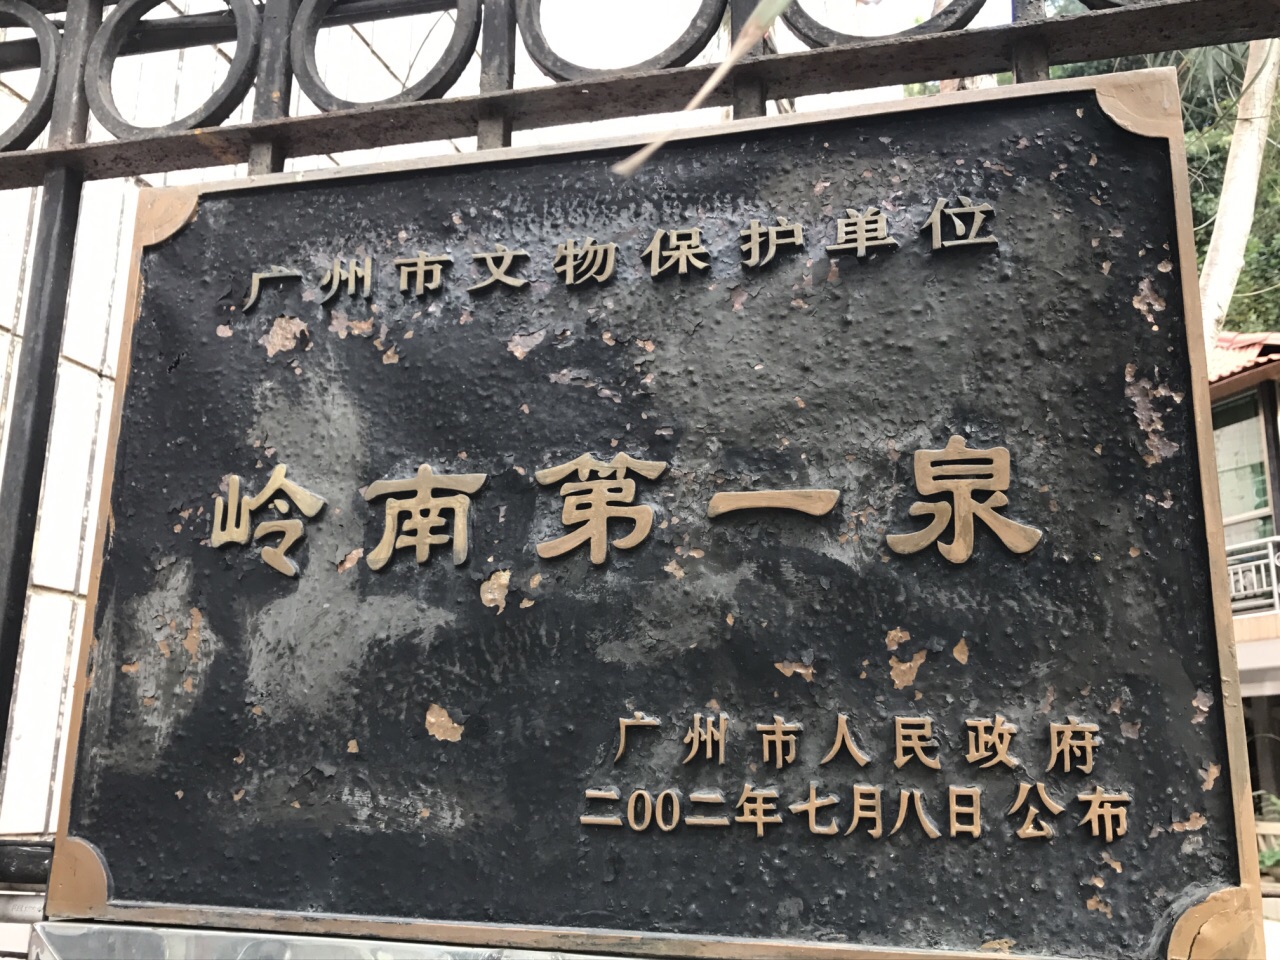 广州市文物保护单位
岭南第一泉
广州市人民政府
二00二年七月八日公布